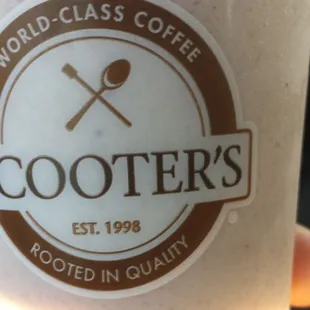 WORLD-CLASS COFFEE
COOTER'S
EST. 1998
ROOTED IN QUALITY